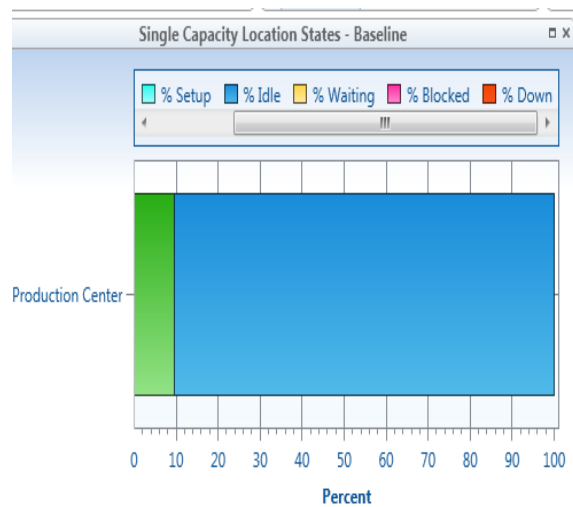 Single Capacity Location States - Baseline
% Setup % Idle % Waiting % Blocked % Down
Production Center
0 10 20 30 40 50 60 70 80 90 100
Percent